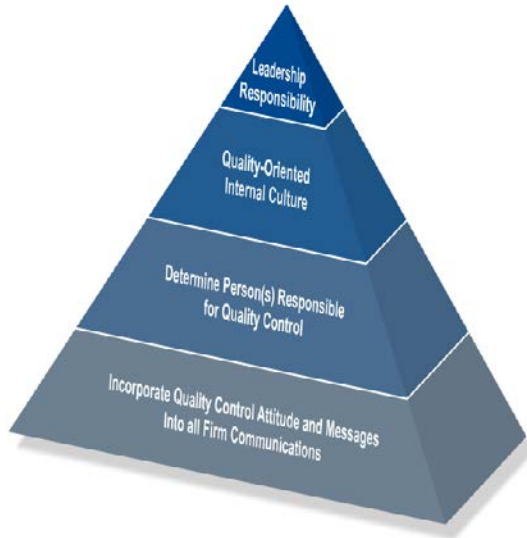 Leadership
Responsibility
Quality-Oriented
Internal Culture
Determine Person(s) Responsible
for Quality Control
Incorporate Quality Control Attitude and Messages
Into all Firm Communications